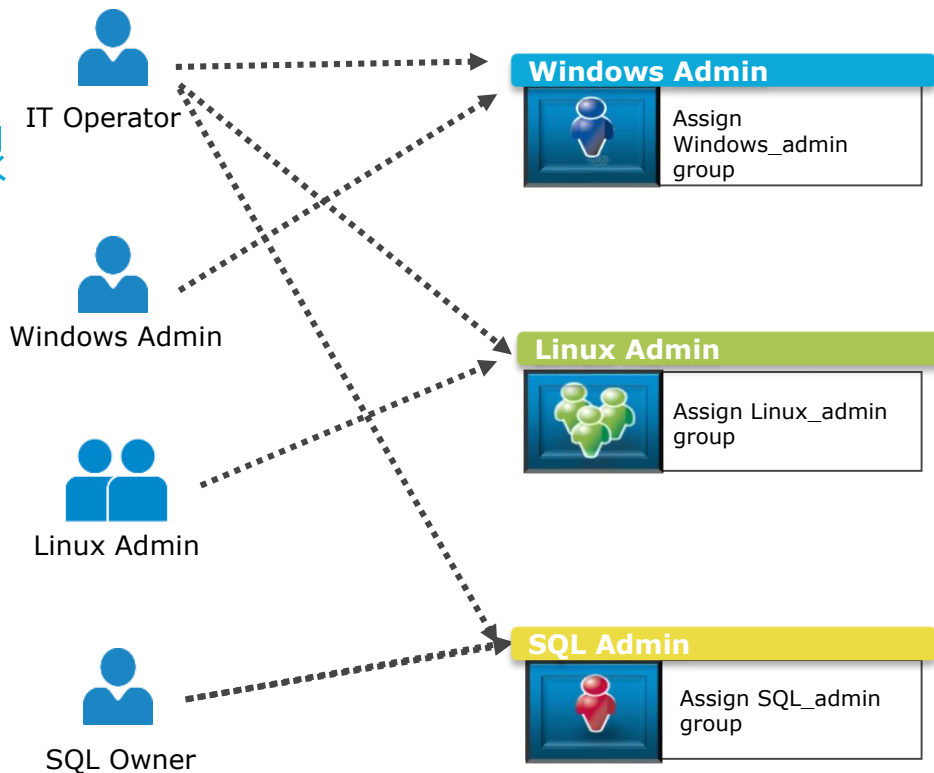 IT Operator
Windows Admin
Linux Admin
SQL Owner
Windows Admin
Assign
Windows_admin
group
Linux Admin
Assign Linux_admin
group
SQL Admin
Assign SQL_admin
group